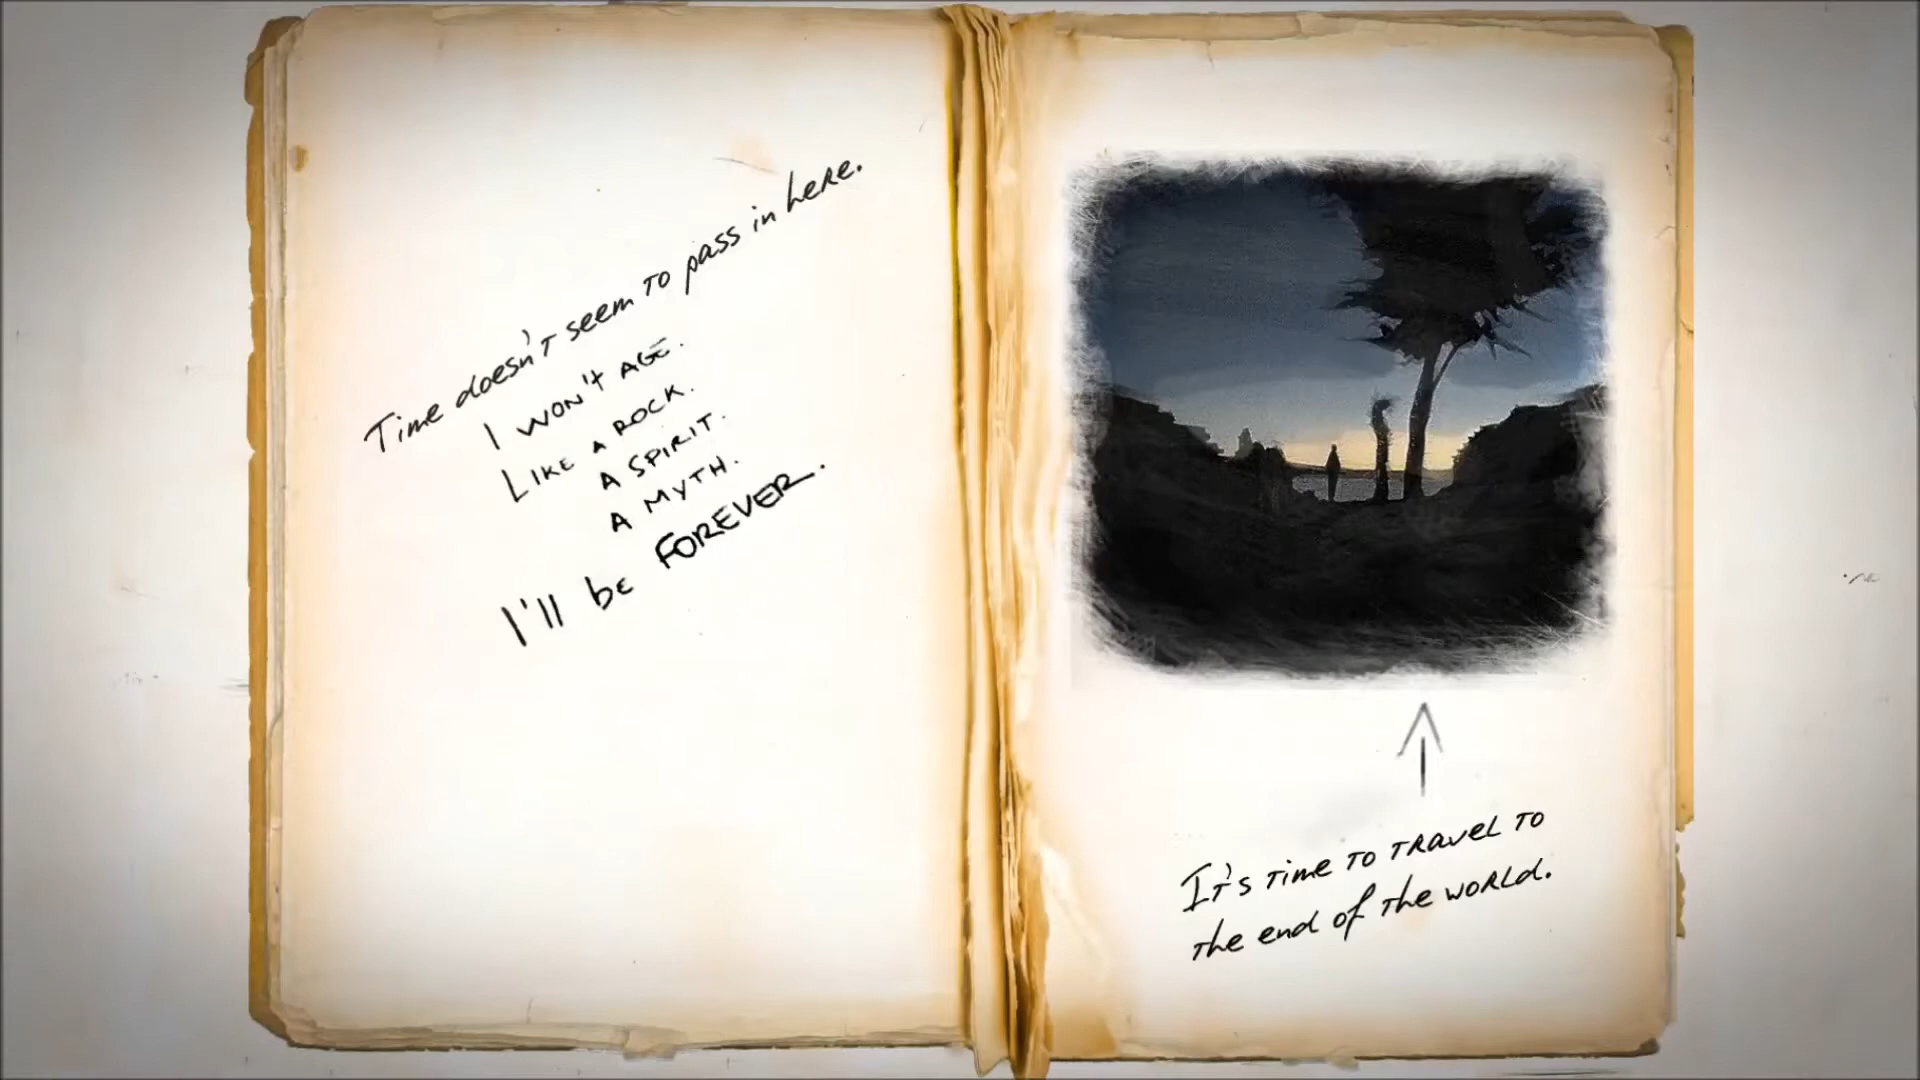 Time doesn't seem to pass in here.
I WON'T AGE.
LIKE A ROCK.
A SPIRIT.
A MYTH.
I'll be FOREVER.
It's time to travel to
the end of the world.